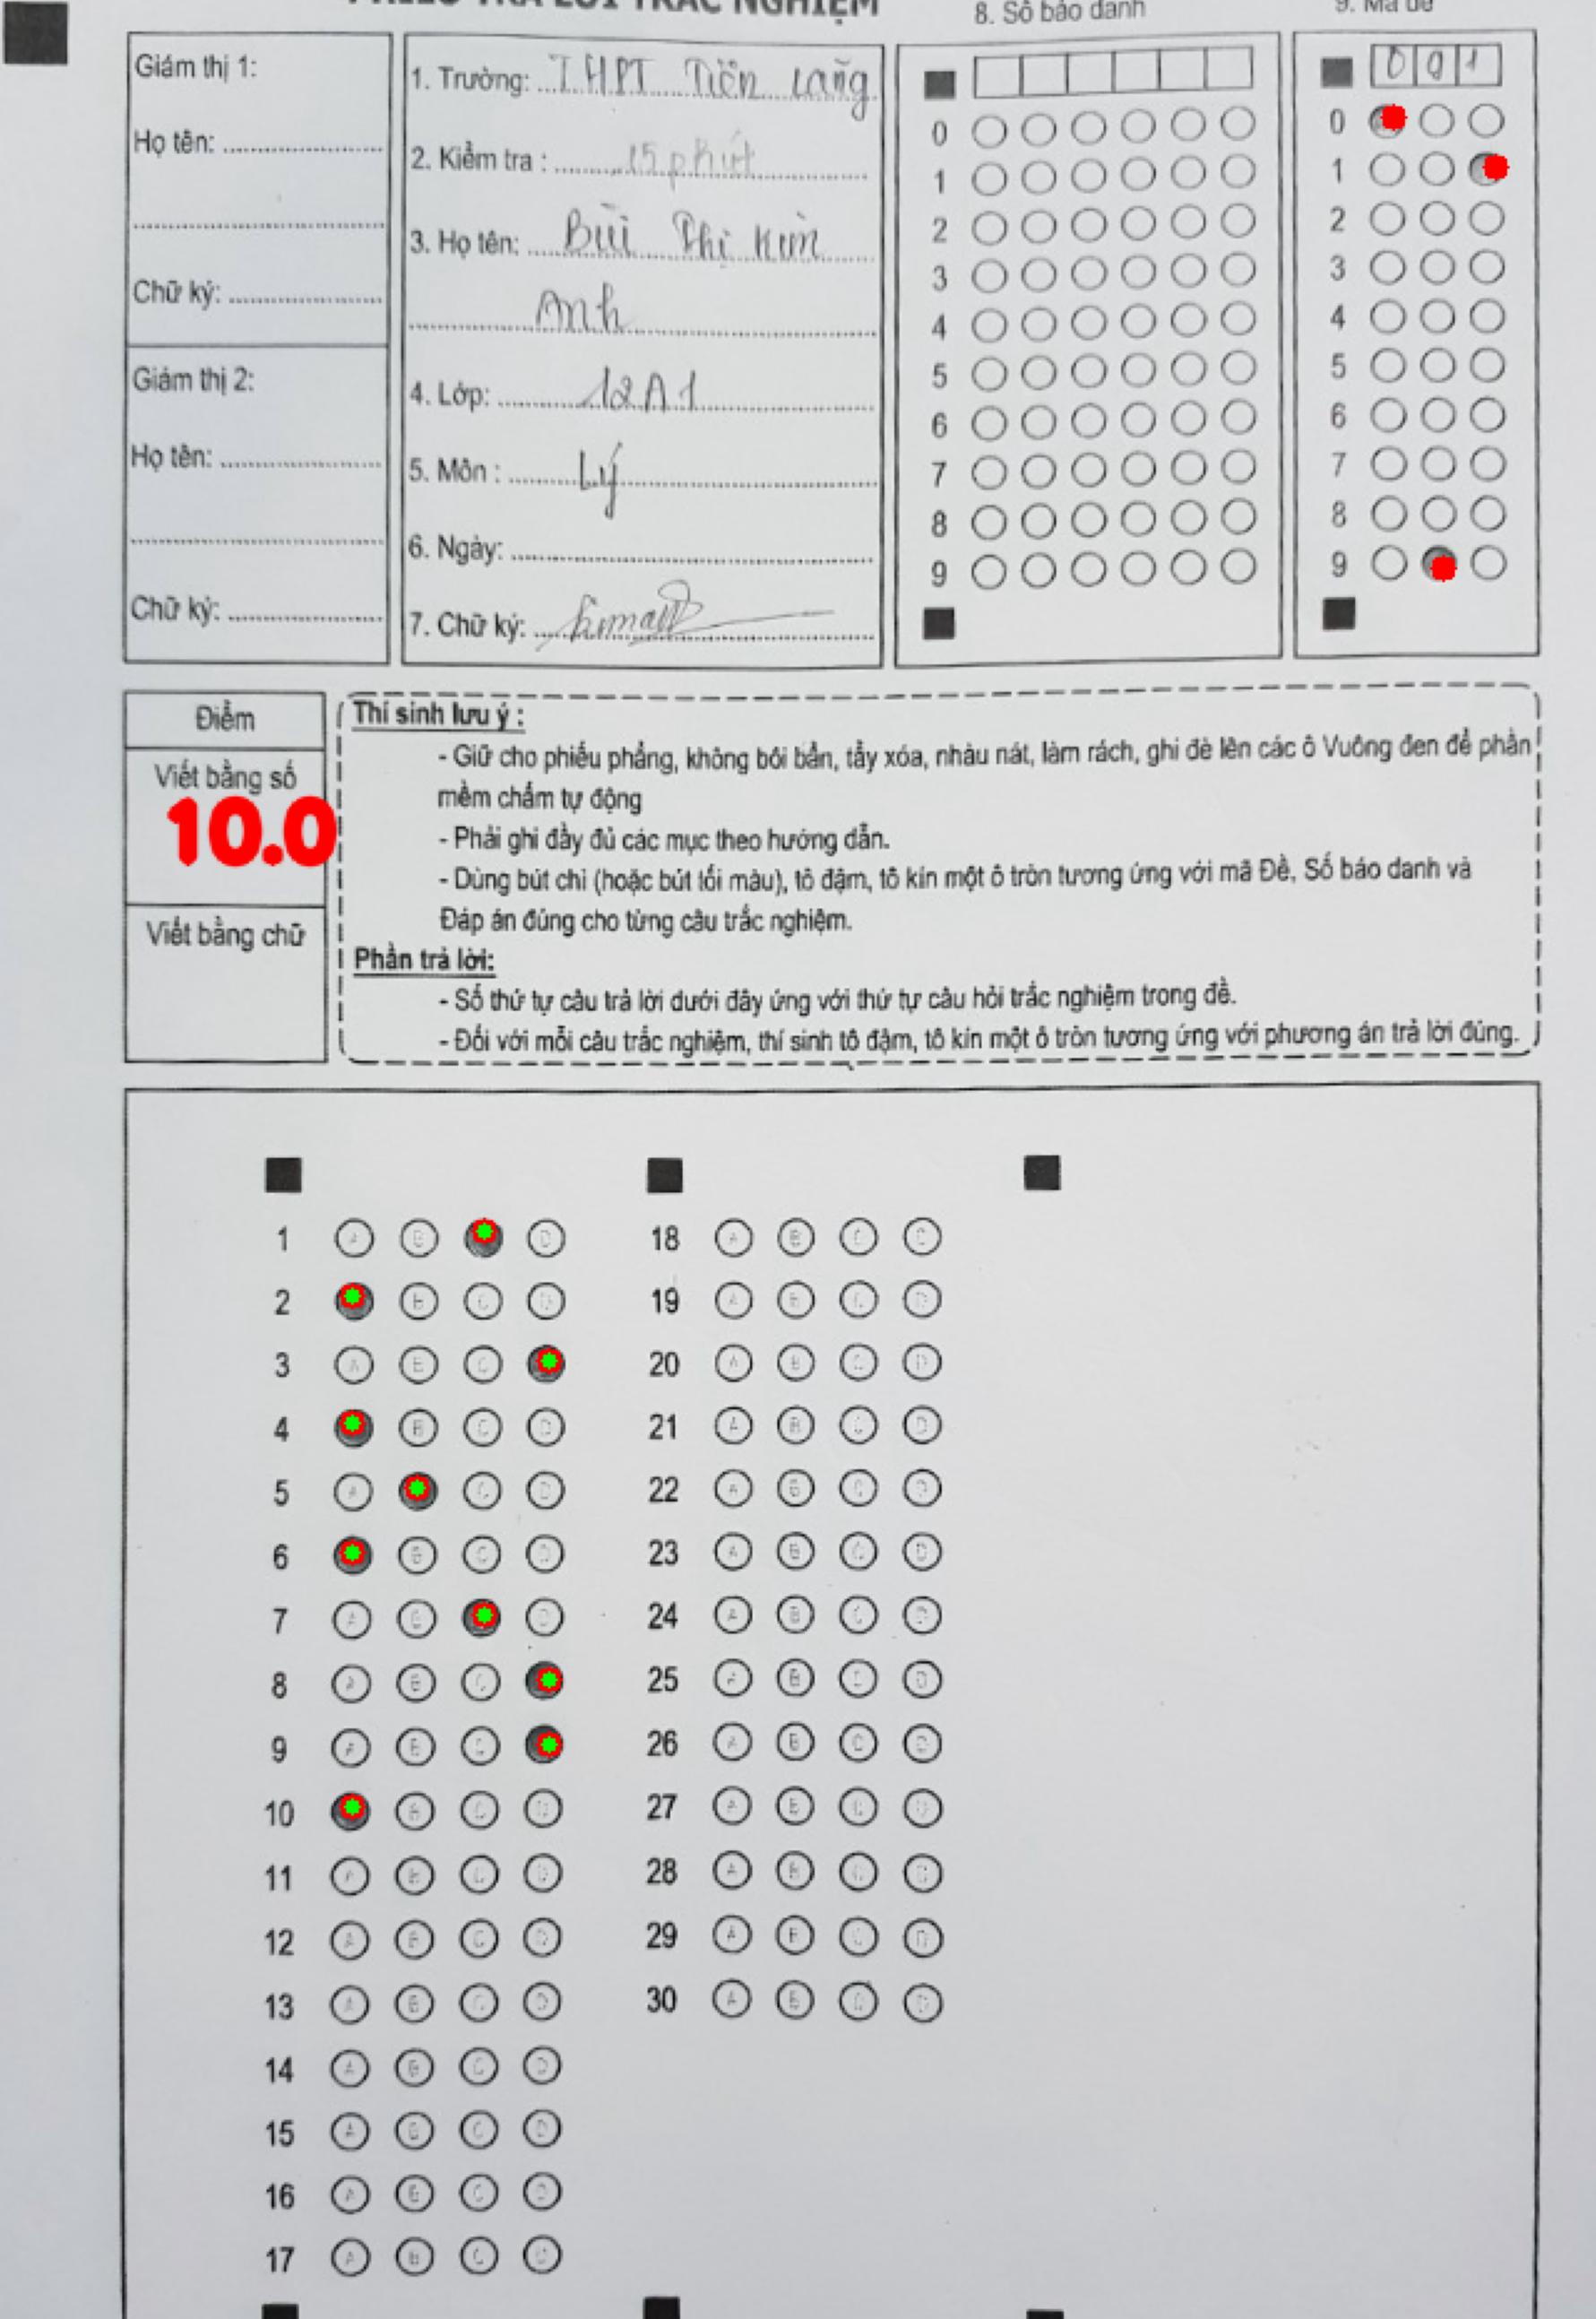 PHIẾU TRẢ LỜI TRẮC NGHIỆM
8. Số báo danh
9. Mã đề
Giám thị 1:
Họ tên:
Chữ ký:
Giám thị 2:
Họ tên:
Chữ ký:
1. Trường: THPT Tiên Lãng
2. Kiểm tra : 15 phút
3. Họ tên: Bùi Thị Kim
Anh
4. Lớp: 12A1
5. Môn : Lý
6. Ngày:
7. Chữ ký:
0
1
2
3
4
5
6
7
8
9
0 9 1
0
1
2
3
4
5
6
7
8
9
Điểm
Viết bằng số
10.0
Viết bằng chữ
Thí sinh lưu ý :
- Giữ cho phiếu phẳng, không bôi bẩn, tẩy xóa, nhàu nát, làm rách, ghi đè lên các ô Vuông đen để phần
mềm chấm tự động
- Phải ghi đầy đủ các mục theo hướng dẫn.
- Dùng bút chì (hoặc bút tối màu), tô đậm, tô kín một ô tròn tương ứng với mã Đề, Số báo danh và
Đáp án đúng cho từng câu trắc nghiệm.
Phần trả lời:
- Số thứ tự câu trả lời dưới đây ứng với thứ tự câu hỏi trắc nghiệm trong đề.
- Đối với mỗi câu trắc nghiệm, thí sinh tô đậm, tô kín một ô tròn tương ứng với phương án trả lời đúng.
1 A B D
2 B C D
3 A B C
4 B C D
5 A C D
6 B C D
7 A B D
8 A B C
9 A B C
10 B C D
11 A B C D
12 A B C D
13 A B C D
14 A B C D
15 A B C D
16 A B C D
17 A B C D
18 A B C D
19 A B C D
20 A B C D
21 A B C D
22 A B C D
23 A B C D
24 A B C D
25 A B C D
26 A B C D
27 A B C D
28 A B C D
29 A B C D
30 A B C D